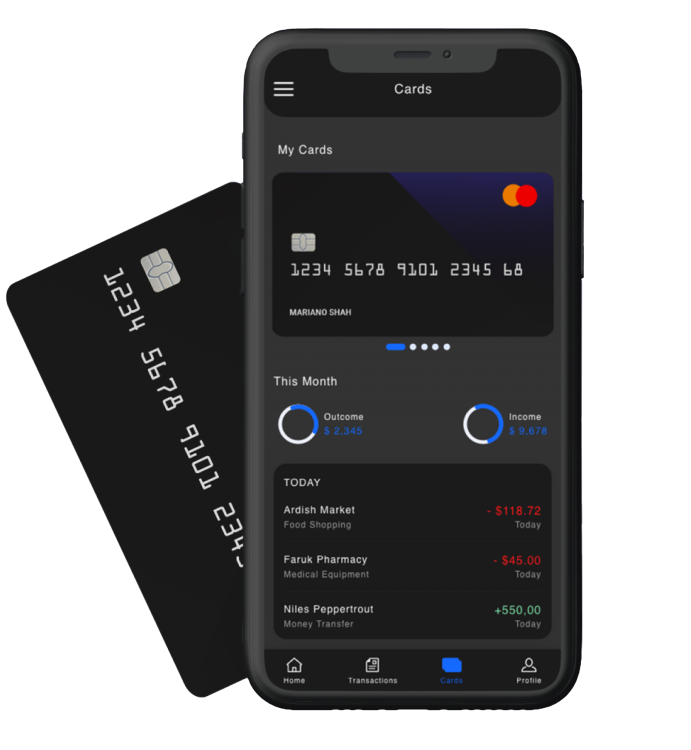 Cards
My Cards
1234 5678 9101 2345 68
MARIANO SHAH
This Month
Outcome
$ 2.345
Income
$ 9.678
TODAY
Ardish Market - $118.72
Food Shopping Today
Faruk Pharmacy - $45.00
Medical Equipment Today
Niles Peppertrout +550,00
Money Transfer Today
Home Transactions Cards Profile
1234 5678 9101 2345